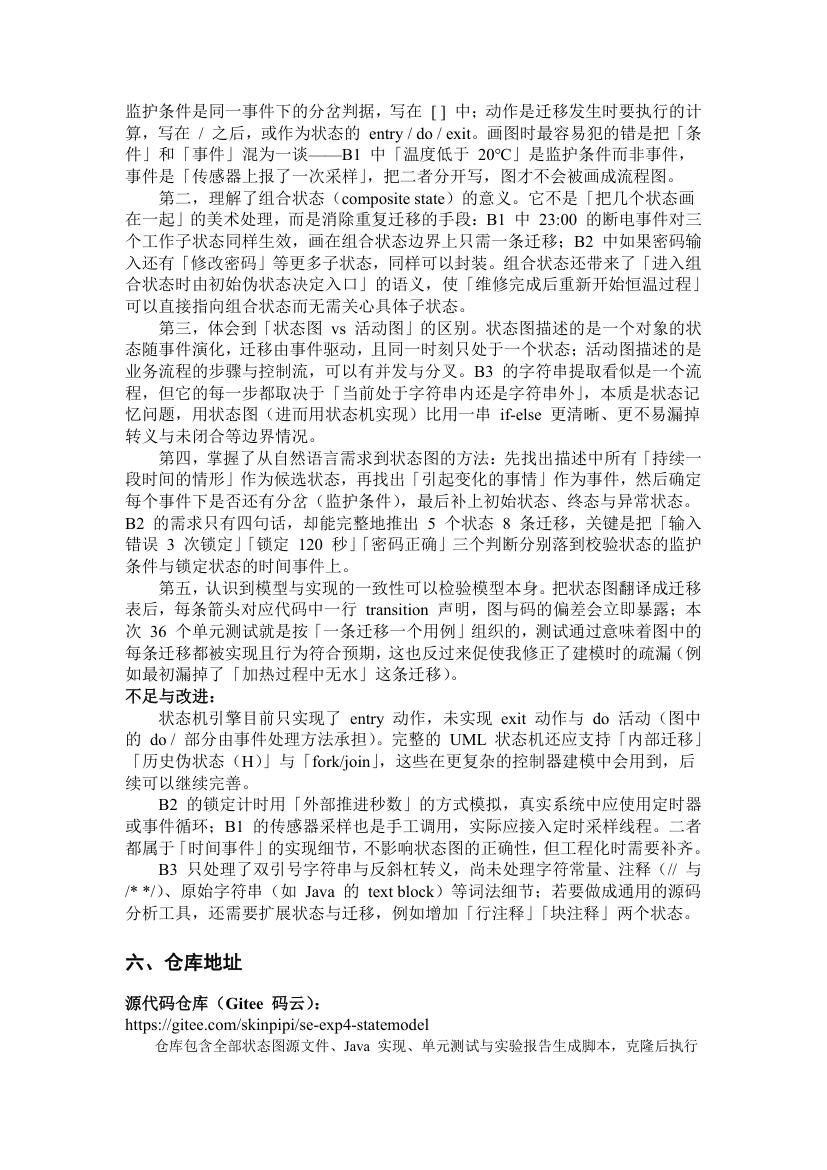 监护条件是同一事件下的分岔判据，写在 [ ] 中；动作是迁移发生时要执行的计
算，写在 / 之后，或作为状态的 entry / do / exit。画图时最容易犯的错是把「条
件」和「事件」混为一谈——B1 中「温度低于 20℃」是监护条件而非事件，
事件是「传感器上报了一次采样」，把二者分开写，图才不会被画成流程图。
第二，理解了组合状态（composite state）的意义。它不是「把几个状态画
在一起」的美术处理，而是消除重复迁移的手段：B1 中 23:00 的断电事件对三
个工作子状态同样生效，画在组合状态边界上只需一条迁移；B2 中如果密码输
入还有「修改密码」等更多子状态，同样可以封装。组合状态还带来了「进入组
合状态时由初始伪状态决定入口」的语义，使「维修完成后重新开始恒温过程」
可以直接指向组合状态而无需关心具体子状态。
第三，体会到「状态图 vs 活动图」的区别。状态图描述的是一个对象的状
态随事件演化，迁移由事件驱动，且同一时刻只处于一个状态；活动图描述的是
业务流程的步骤与控制流，可以有并发与分叉。B3 的字符串提取看似是一个流
程，但它的每一步都取决于「当前处于字符串内还是字符串外」，本质是状态记
忆问题，用状态图（进而用状态机实现）比用一串 if-else 更清晰、更不易漏掉
转义与未闭合等边界情况。
第四，掌握了从自然语言需求到状态图的方法：先找出描述中所有「持续一
段时间的情形」作为候选状态，再找出「引起变化的事情」作为事件，然后确定
每个事件下是否还有分岔（监护条件），最后补上初始状态、终态与异常状态。
B2 的需求只有四句话，却能完整地推出 5 个状态 8 条迁移，关键是把「输入
错误 3 次锁定」「锁定 120 秒」「密码正确」三个判断分别落到校验状态的监护
条件与锁定状态的时间事件上。
第五，认识到模型与实现的一致性可以检验模型本身。把状态图翻译成迁移
表后，每条箭头对应代码中一行 transition 声明，图与码的偏差会立即暴露；本
次 36 个单元测试就是按「一条迁移一个用例」组织的，测试通过意味着图中的
每条迁移都被实现且行为符合预期，这也反过来促使我修正了建模时的疏漏（例
如最初漏掉了「加热过程中无水」这条迁移）。
不足与改进：
状态机引擎目前只实现了 entry 动作，未实现 exit 动作与 do 活动（图中
的 do / 部分由事件处理方法承担）。完整的 UML 状态机还应支持「内部迁移」
「历史伪状态（H）」与「fork/join」，这些在更复杂的控制器建模中会用到，后
续可以继续完善。
B2 的锁定计时用「外部推进秒数」的方式模拟，真实系统中应使用定时器
或事件循环；B1 的传感器采样也是手工调用，实际应接入定时采样线程。二者
都属于「时间事件」的实现细节，不影响状态图的正确性，但工程化时需要补齐。
B3 只处理了双引号字符串与反斜杠转义，尚未处理字符常量、注释（// 与
/* */）、原始字符串（如 Java 的 text block）等词法细节；若要做成通用的源码
分析工具，还需要扩展状态与迁移，例如增加「行注释」「块注释」两个状态。
六、仓库地址
源代码仓库（Gitee 码云）：
https://gitee.com/skinpipi/se-exp4-statemodel
仓库包含全部状态图源文件、Java 实现、单元测试与实验报告生成脚本，克隆后执行